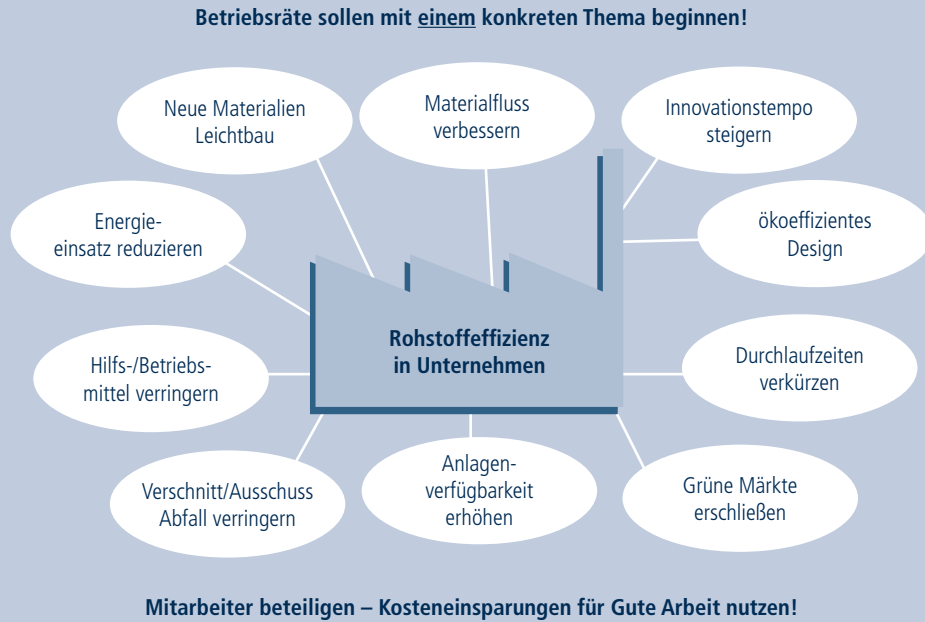 Betriebsräte sollen mit einem konkreten Thema beginnen!
Neue Materialien
Leichtbau
Materialfluss
verbessern
Innovationstempo
steigern
Energie-
einsatz reduzieren
ökoeffizientes
Design
Rohstoffeffizienz
in Unternehmen
Hilfs-/Betriebs-
mittel verringern
Durchlaufzeiten
verkürzen
Verschnitt/Ausschuss
Abfall verringern
Anlagen-
verfügbarkeit
erhöhen
Grüne Märkte
erschließen
Mitarbeiter beteiligen – Kosteneinsparungen für Gute Arbeit nutzen!